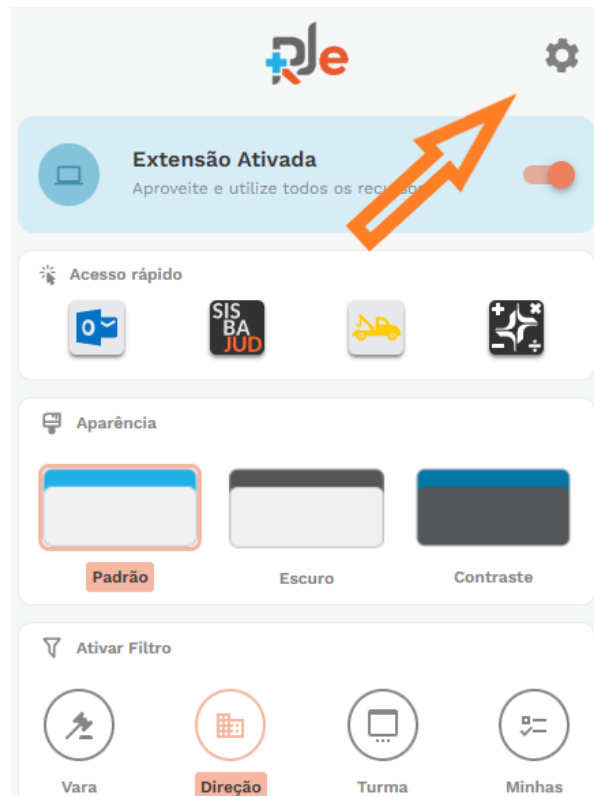 RJe
Extensão Ativada
Aproveite e utilize todos os recursos
Acesso rápido
SIS
BA
JUD
Aparência
Padrão
Escuro
Contraste
Ativar Filtro
Vara
Direção
Turma
Minhas